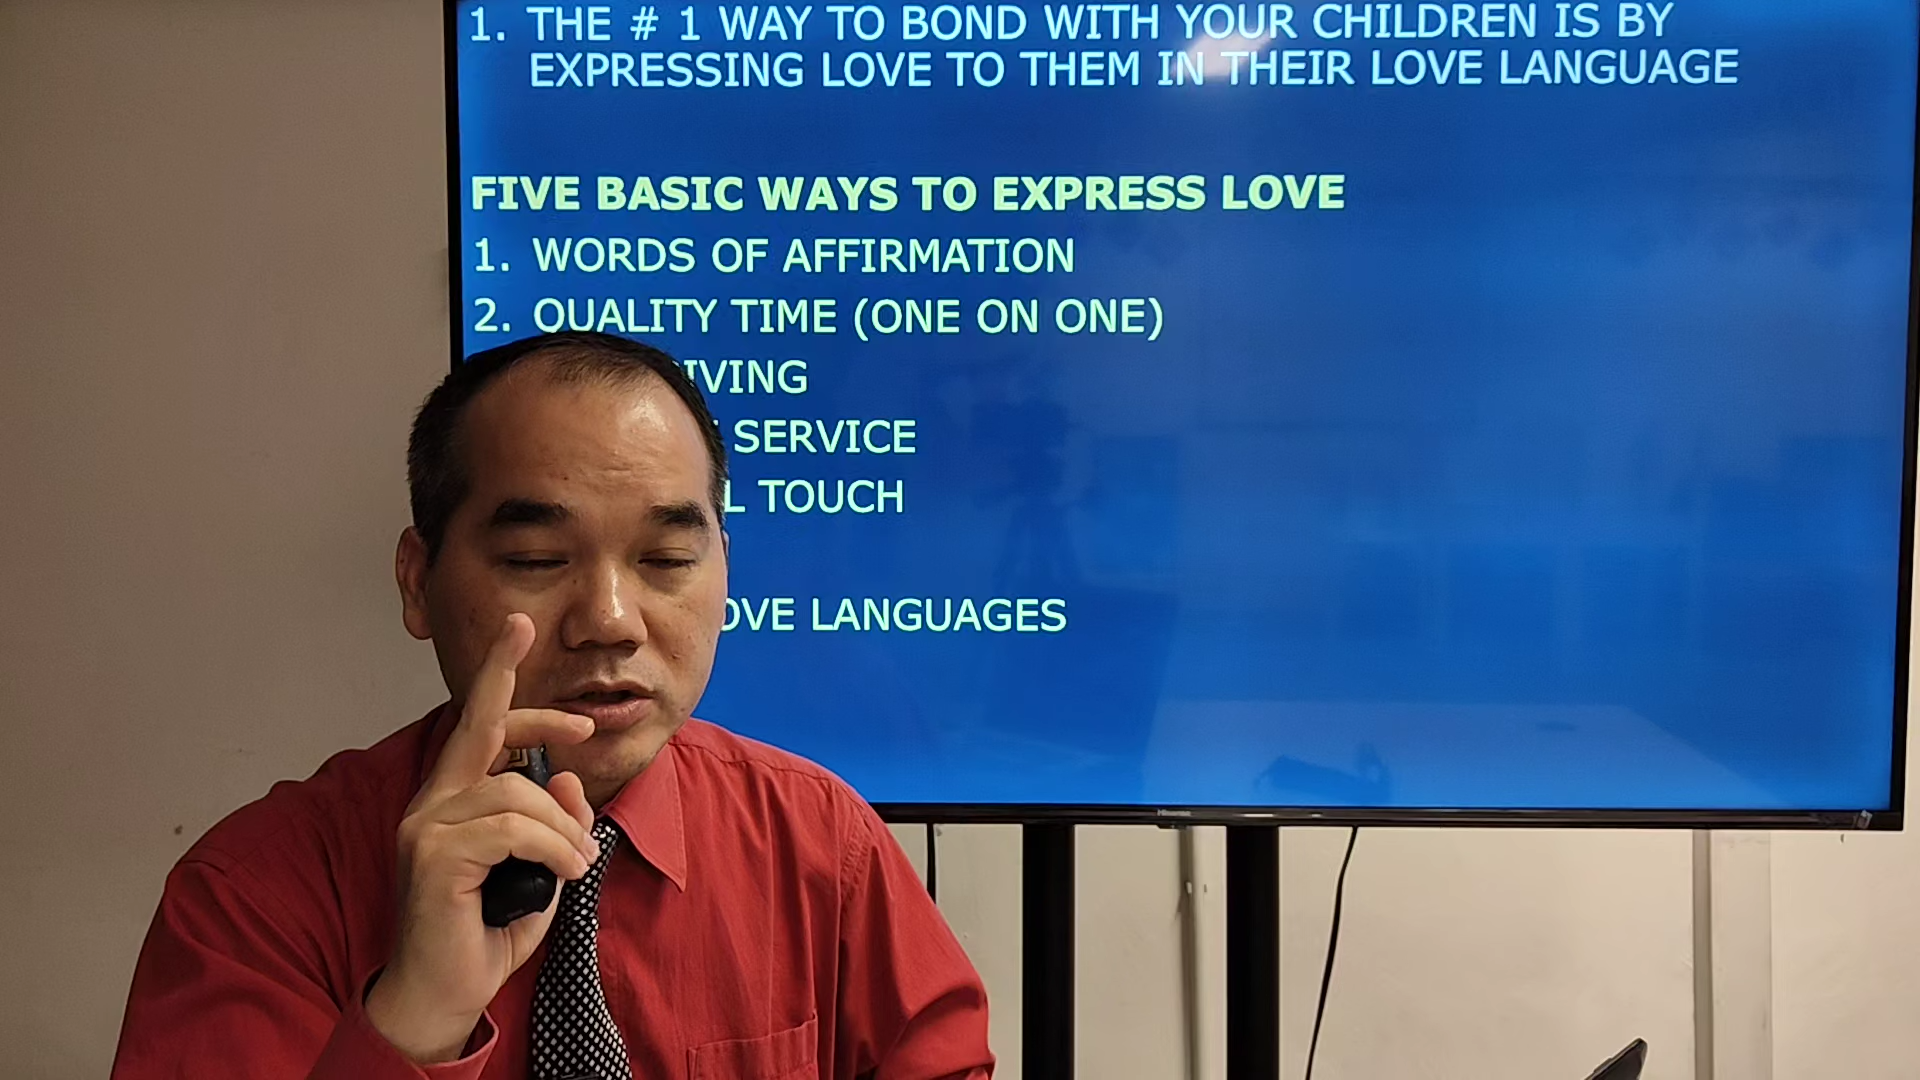 1. THE # 1 WAY TO BOND WITH YOUR CHILDREN IS BY
EXPRESSING LOVE TO THEM IN THEIR LOVE LANGUAGE
FIVE BASIC WAYS TO EXPRESS LOVE
1. WORDS OF AFFIRMATION
2. QUALITY TIME (ONE ON ONE)
IVING
SERVICE
L TOUCH
OVE LANGUAGES
Hisense